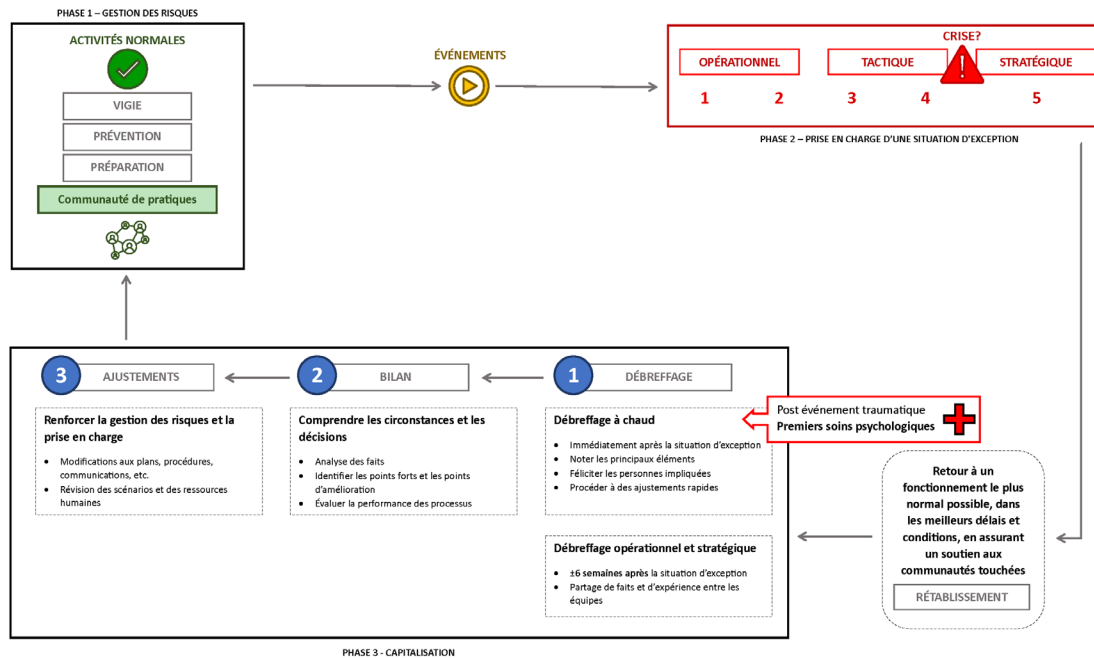 PHASE 1 – GESTION DES RISQUES
ACTIVITÉS NORMALES
VIGIE
PRÉVENTION
PRÉPARATION
Communauté de pratiques
ÉVÉNEMENTS
CRISE?
OPÉRATIONNEL
TACTIQUE
STRATÉGIQUE
1 2 3 4 5
PHASE 2 – PRISE EN CHARGE D'UNE SITUATION D'EXCEPTION
3 AJUSTEMENTS
Renforcer la gestion des risques et la
prise en charge
• Modifications aux plans, procédures,
communications, etc.
• Révision des scénarios et des ressources
humaines
2 BILAN
Comprendre les circonstances et les
décisions
• Analyse des faits
• Identifier les points forts et les points
d'amélioration
• Évaluer la performance des processus
1 DÉBREFFAGE
Débreffage à chaud
• Immédiatement après la situation d'exception
• Noter les principaux éléments
• Féliciter les personnes impliquées
• Procéder à des ajustements rapides
Débreffage opérationnel et stratégique
• ±6 semaines après la situation d'exception
• Partage de faits et d'expérience entre les
équipes
Post événement traumatique
Premiers soins psychologiques
Retour à un
fonctionnement le plus
normal possible, dans
les meilleurs délais et
conditions, en assurant
un soutien aux
communautés touchées
RÉTABLISSEMENT
PHASE 3 - CAPITALISATION